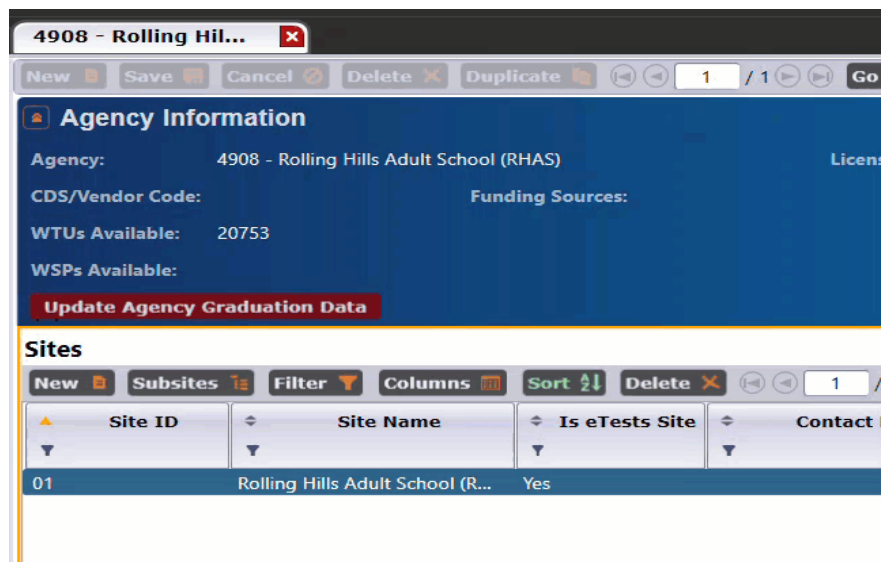 4908 - Rolling Hil...
New Save Cancel Delete Duplicate 1 / 1 Go
Agency Information
Agency: 4908 - Rolling Hills Adult School (RHAS) Licens
CDS/Vendor Code: Funding Sources:
WTUs Available: 20753
WSPs Available:
Update Agency Graduation Data
Sites
New Subsites Filter Columns Sort Delete 1 /
Site ID Site Name Is eTests Site Contact
01 Rolling Hills Adult School (R... Yes